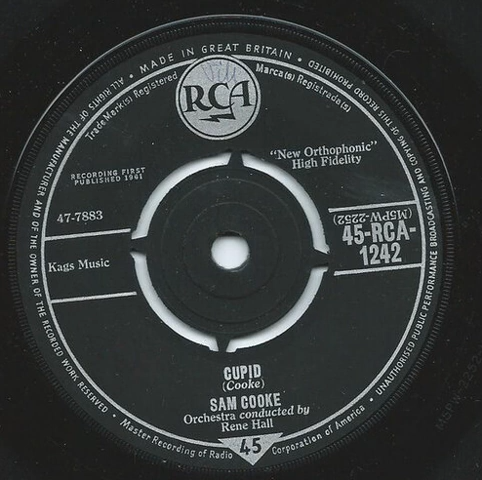 MADE IN GREAT BRITAIN • ALL RIGHTS OF THE MANUFACTURER AND OF THE OWNER OF THE RECORDED WORK RESERVED • UNAUTHORISED PUBLIC PERFORMANCE BROADCASTING AND COPYING OF THIS RECORD PROHIBITED •
Trade Mark(s) Registered
Marca(s) Registrada(s)
RCA
"New Orthophonic"
High Fidelity
RECORDING FIRST
PUBLISHED 1961
47-7883
(MSPW-2252)
45-RCA-
1242
Kags Music
CUPID
(Cooke)
SAM COOKE
Orchestra conducted by
Rene Hall
Master Recording of Radio
45
Corporation of America